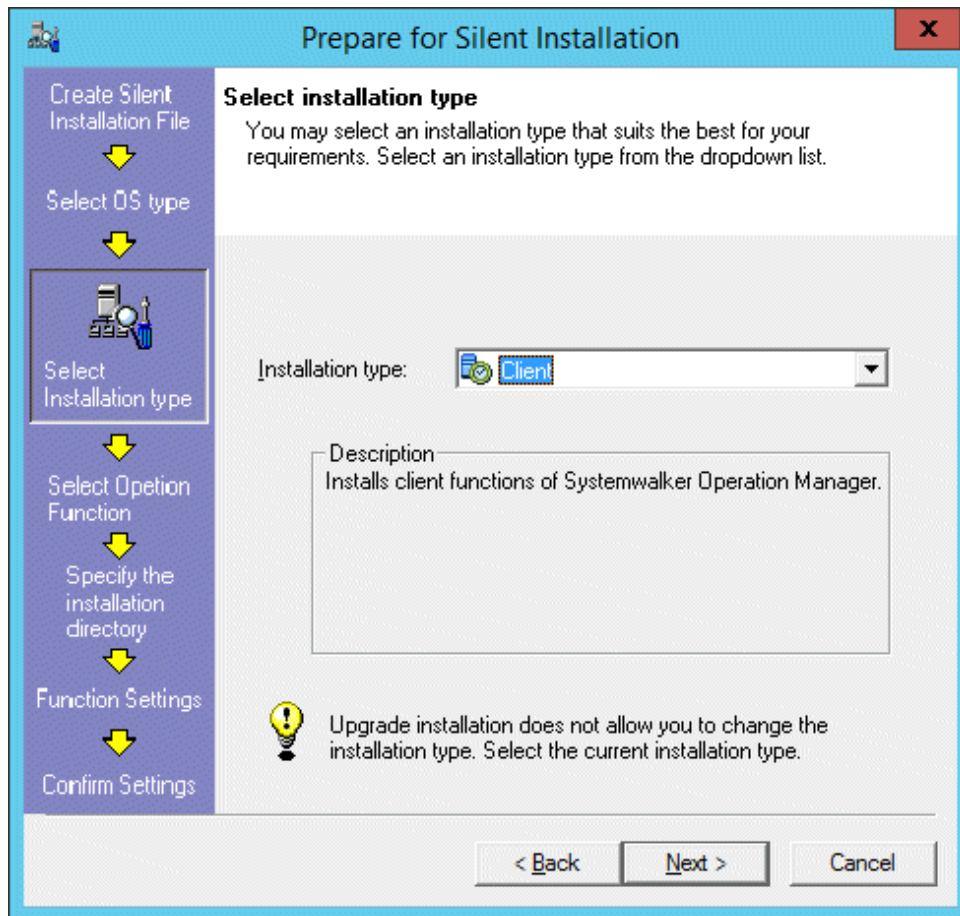 Prepare for Silent Installation
x
Create Silent
Installation File
Select OS type
Select
Installation type
Select Opetion
Function
Specify the
installation
directory
Function Settings
Confirm Settings
Select installation type
You may select an installation type that suits the best for your
requirements. Select an installation type from the dropdown list.
Installation type:
Client
Description
Installs client functions of Systemwalker Operation Manager.
Upgrade installation does not allow you to change the
installation type. Select the current installation type.
< Back
Next >
Cancel